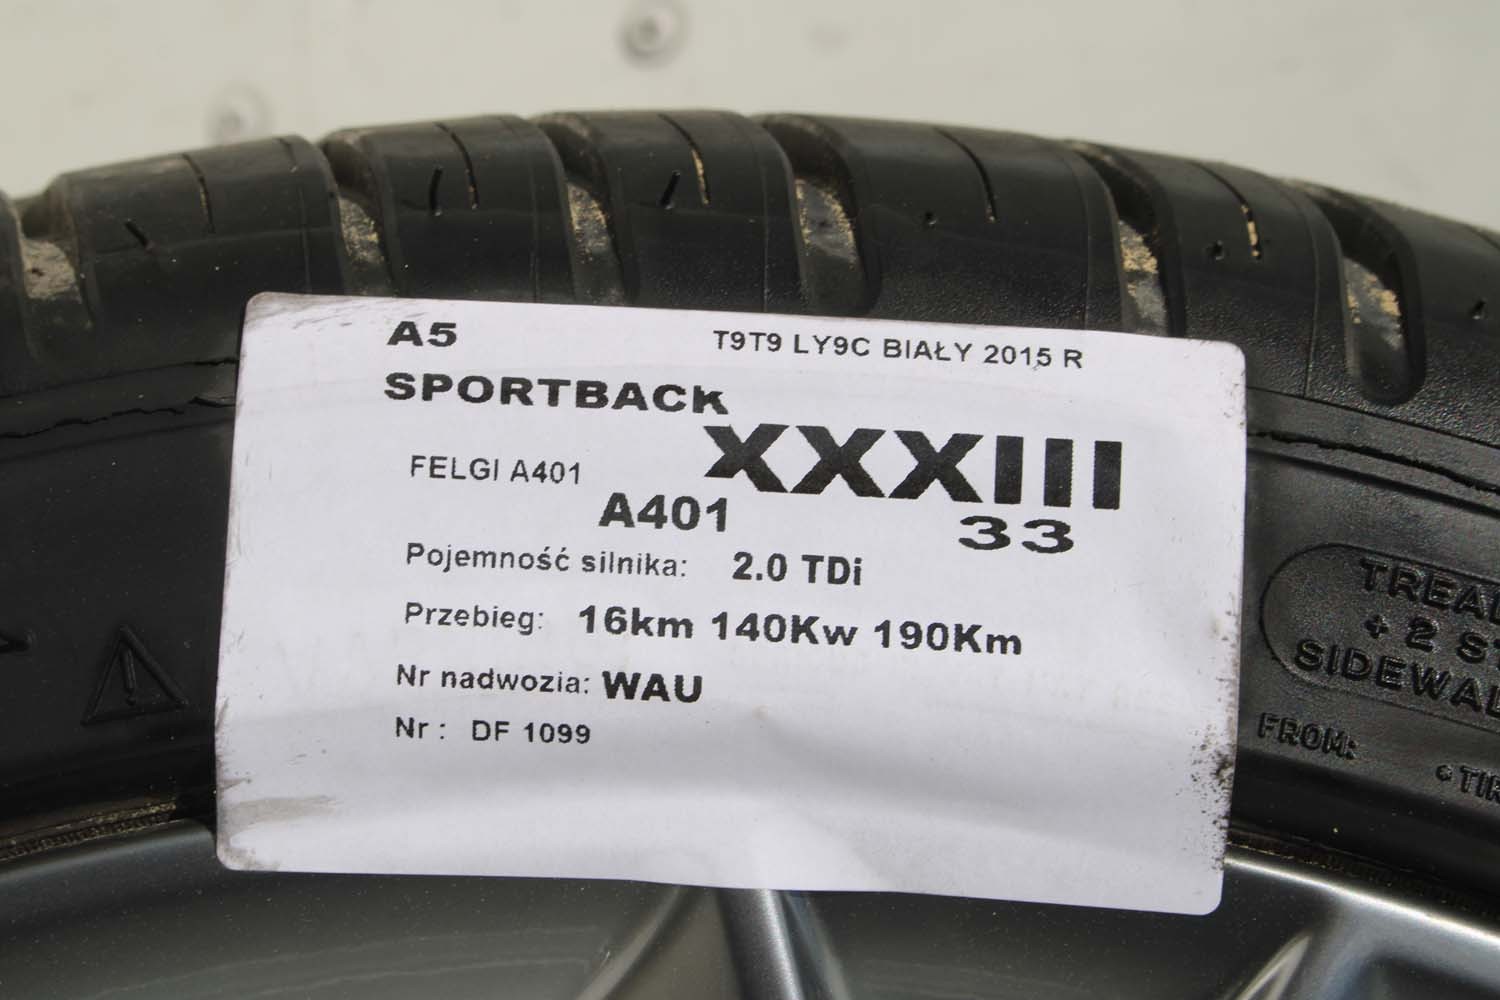 A5
T9T9 LY9C BIAŁY 2015 R
SPORTBACK
XXXIII
FELGI A401
A401
33
Pojemność silnika: 2.0 TDi
Przebieg: 16km 140Kw 190Km
Nr nadwozia: WAU
Nr : DF 1099
+ 2
FROM: